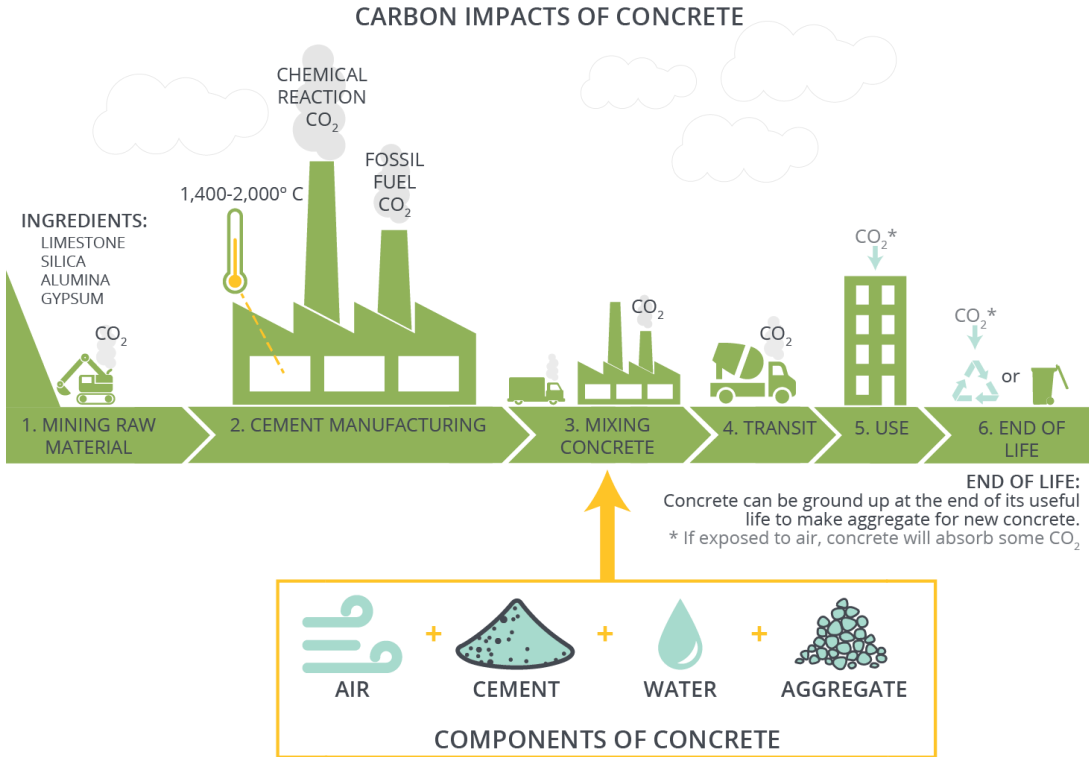 CARBON IMPACTS OF CONCRETE
CHEMICAL
REACTION
CO₂
FOSSIL
FUEL
CO₂
1,400-2,000° C
INGREDIENTS:
LIMESTONE
SILICA
ALUMINA
GYPSUM
CO₂
CO₂
CO₂
CO₂*
CO₂*
or
1. MINING RAW
MATERIAL
2. CEMENT MANUFACTURING
3. MIXING
CONCRETE
4. TRANSIT
5. USE
6. END OF
LIFE
END OF LIFE:
Concrete can be ground up at the end of its useful
life to make aggregate for new concrete.
* If exposed to air, concrete will absorb some CO₂
+
+
+
AIR
CEMENT
WATER
AGGREGATE
COMPONENTS OF CONCRETE